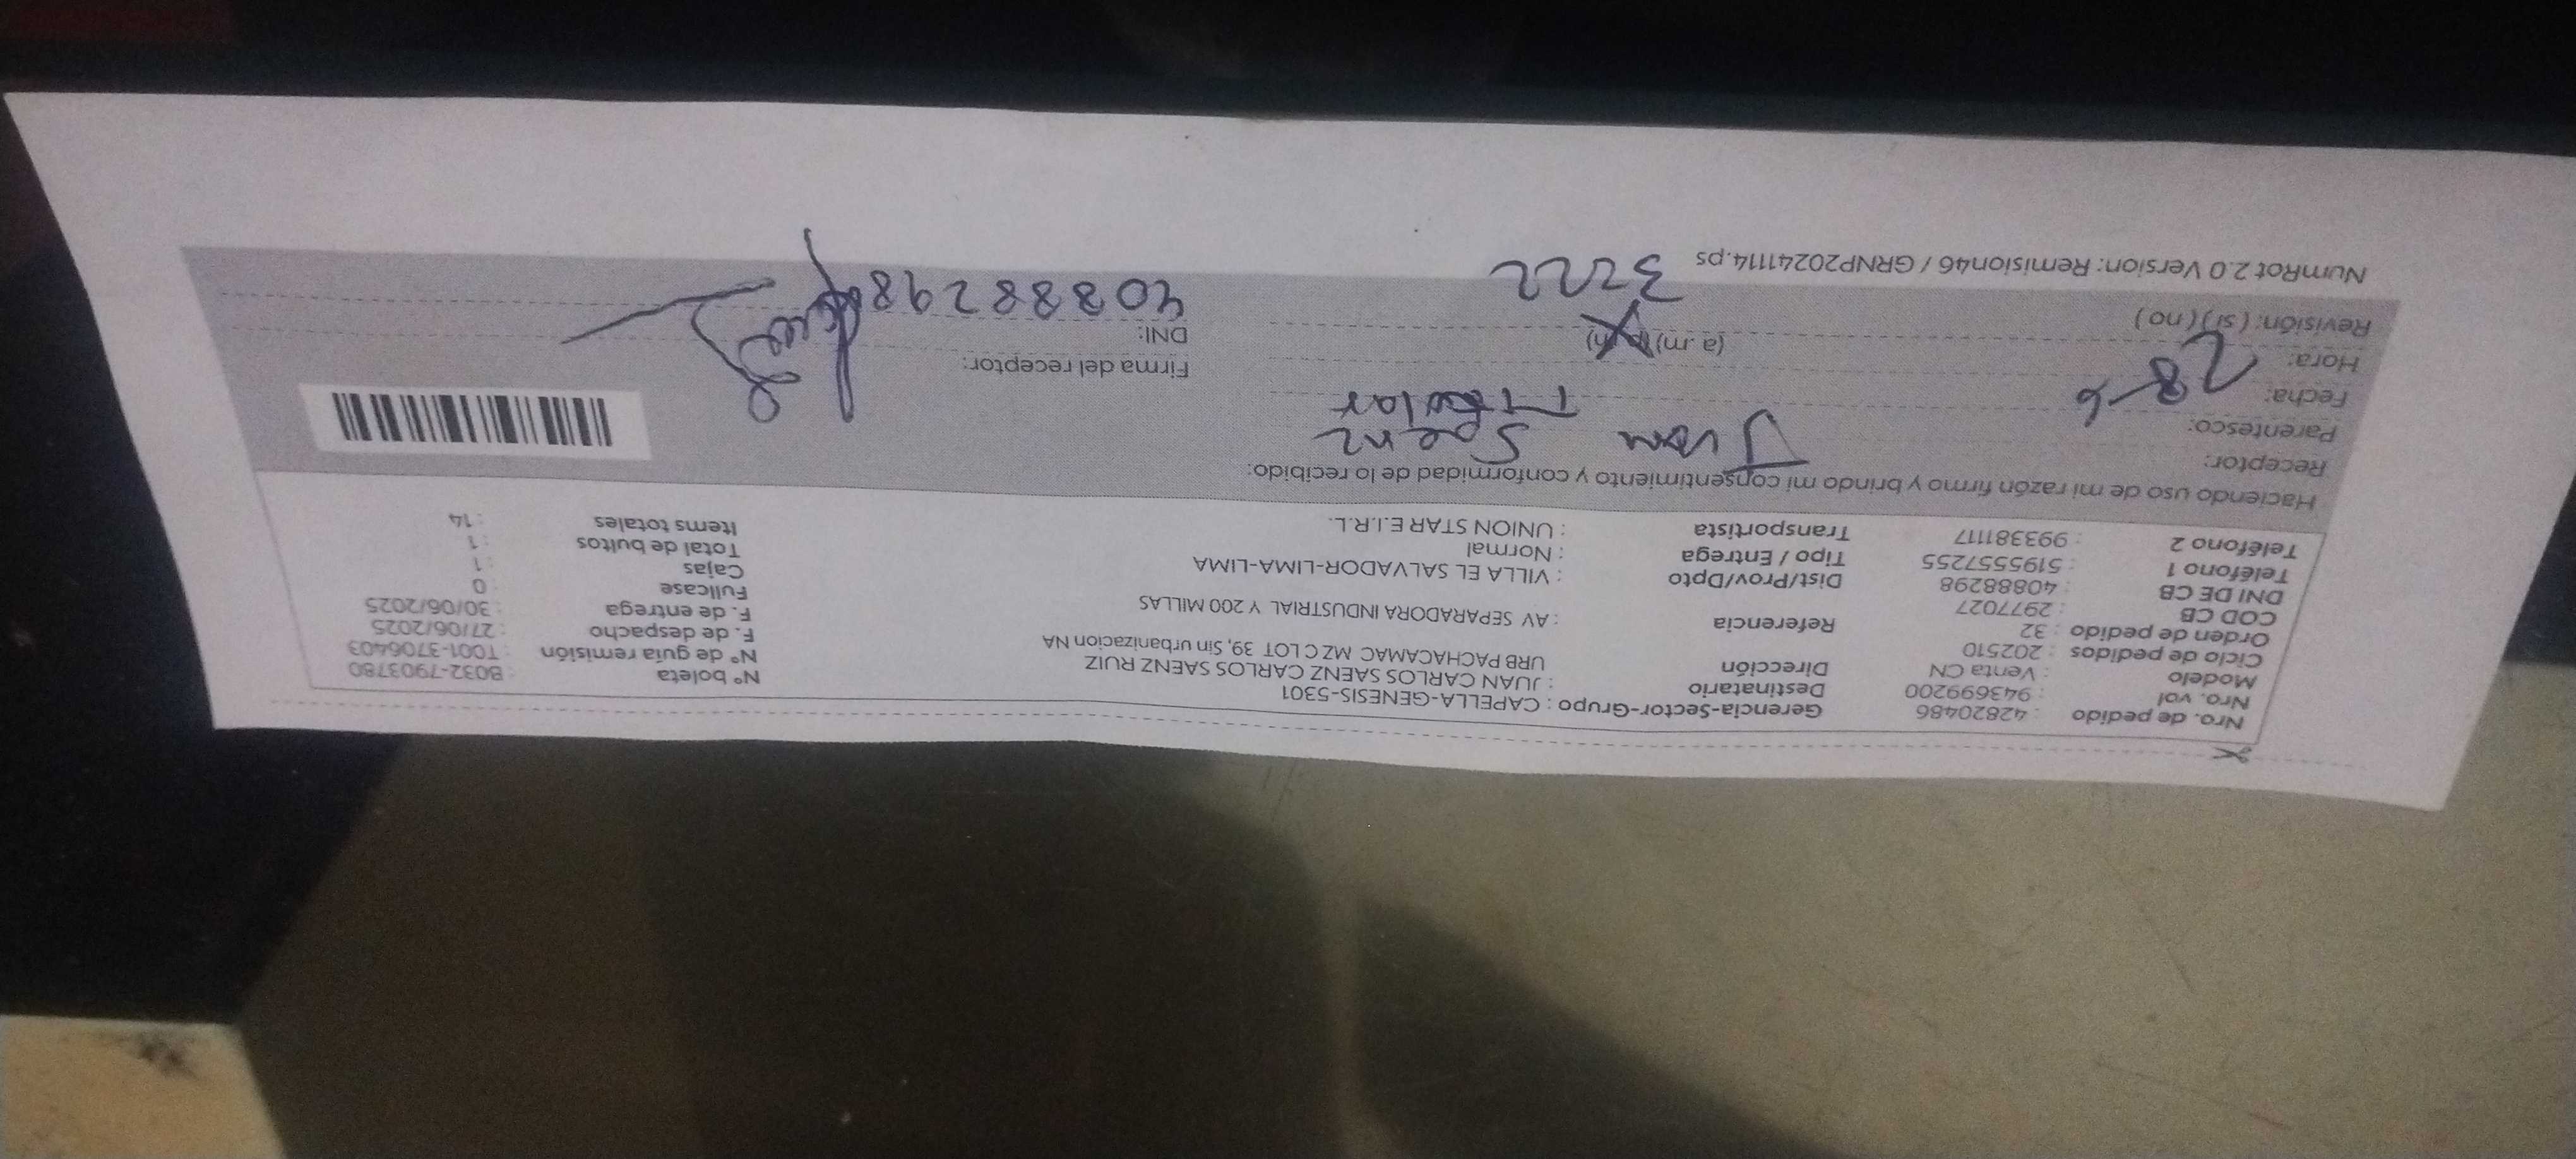 Nro. de pedido : 42820486 Gerencia-Sector-Grupo : CAPELLA-GENESIS-5301
Nro. vol : 943699200 Destinatario : JUAN CARLOS SAENZ CARLOS SAENZ RUIZ N° boleta : B032-7903780
Modelo : Venta CN Dirección URB PACHACAMAC MZ C LOT 39, Sin urbanizacion NA N° de guía remisión : T001-3706403
Ciclo de pedidos : 202510 F. de despacho : 27/06/2025
Orden de pedido : 32 Referencia : AV SEPARADORA INDUSTRIAL Y 200 MILLAS F. de entrega : 30/06/2025
COD CB : 2977027 Fullcase : 0
DNI DE CB : 40888298 Dist/Prov/Dpto : VILLA EL SALVADOR-LIMA-LIMA Cajas : 1
Teléfono 1 : 51955557255 Tipo / Entrega : Normal Total de bultos : 1
Teléfono 2 : 993381117 Transportista : UNION STAR E.I.R.L. Items totales : 14
Haciendo uso de mi razón firmo y brindo mi consentimiento y conformidad de lo recibido:
Receptor: Juan Saenz
Parentesco: Titular
Fecha: 28-6
Hora: (a.m) Firma del receptor:
Revisión: (si) (no) 3222 DNI: 40888298
NumRot 2.0 Version: Remision46 / GRNP20241114.ps